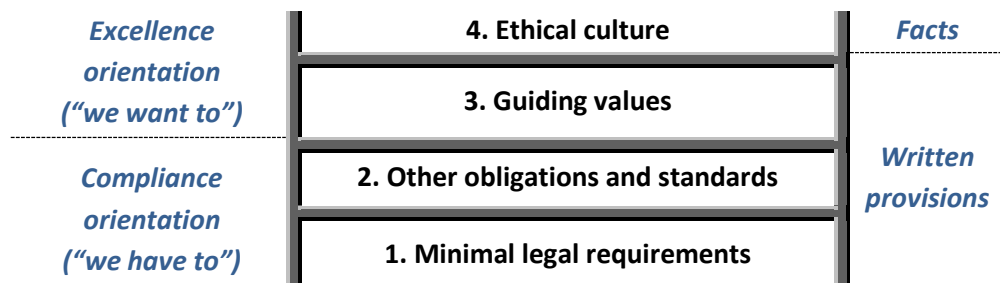 Excellence
orientation
(“we want to”)
Compliance
orientation
(“we have to”)
4. Ethical culture
3. Guiding values
2. Other obligations and standards
1. Minimal legal requirements
Facts
Written
provisions